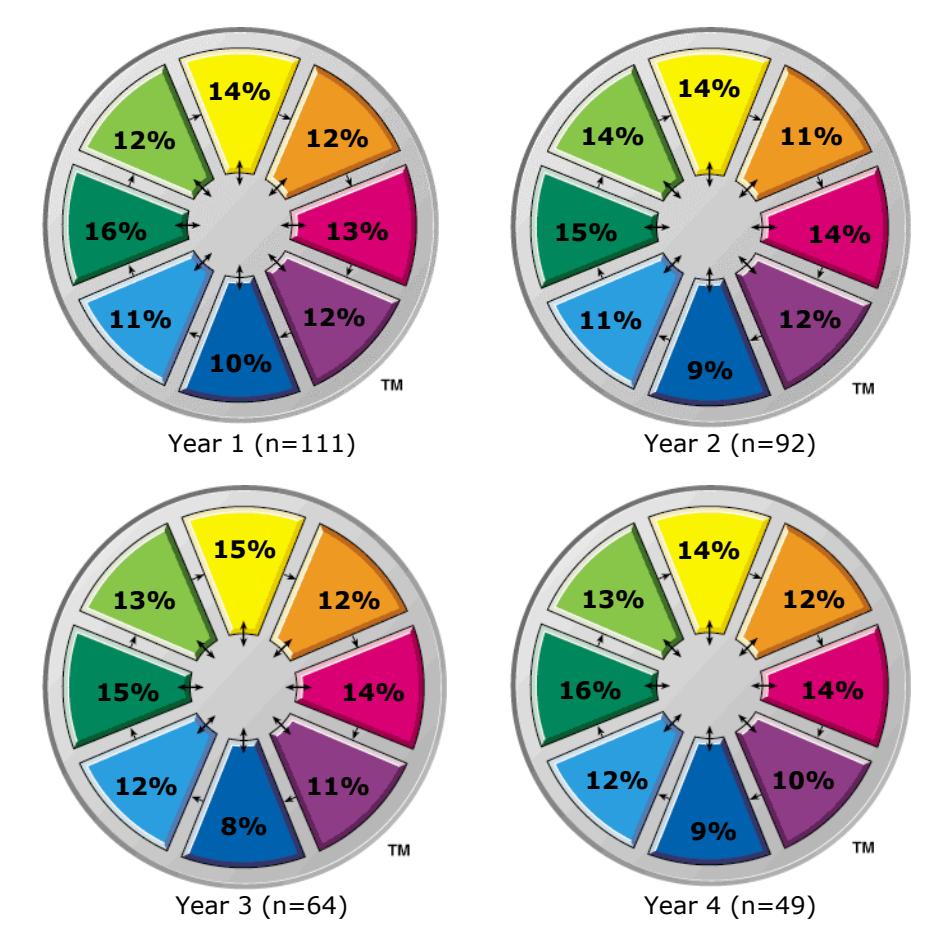 14%
12% 12%
16% 13%
11% 12%
10%
TM
Year 1 (n=111)
14%
14% 11%
15% 14%
11% 12%
9%
TM
Year 2 (n=92)
15%
13% 12%
15% 14%
12% 11%
8%
TM
Year 3 (n=64)
14%
13% 12%
16% 14%
12% 10%
9%
TM
Year 4 (n=49)